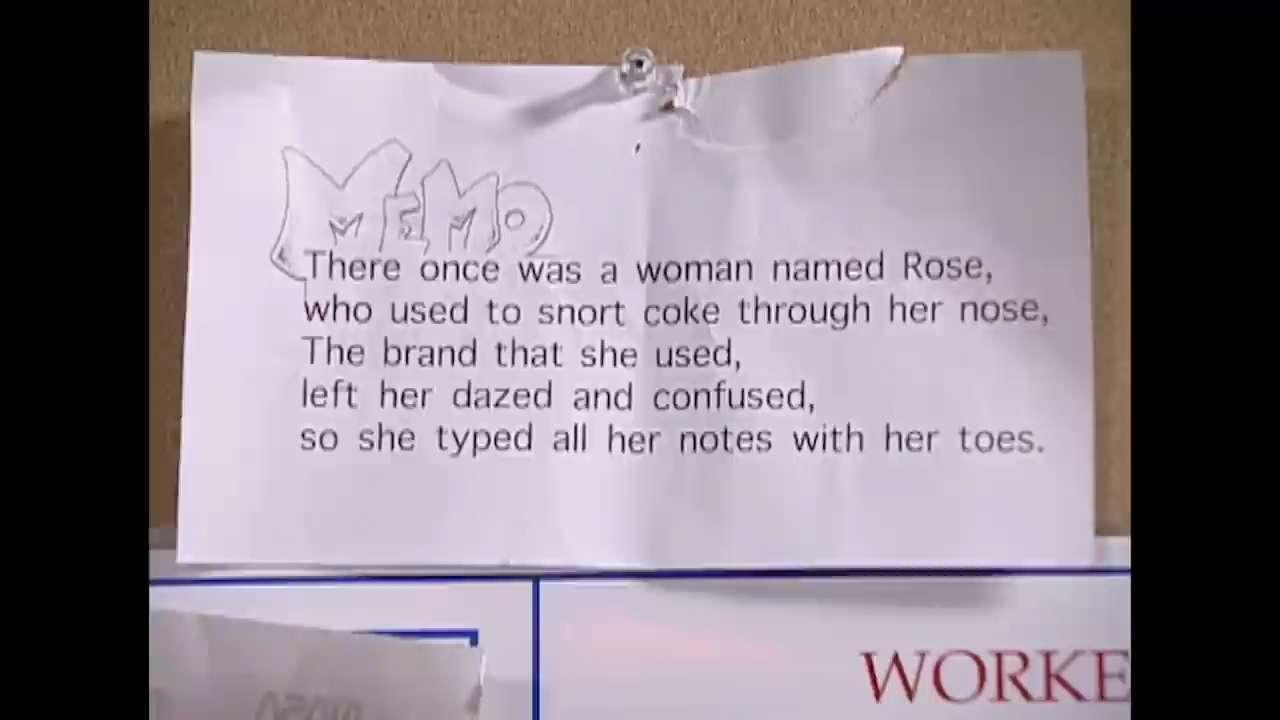 MEMO
There once was a woman named Rose,
who used to snort coke through her nose,
The brand that she used,
left her dazed and confused,
so she typed all her notes with her toes.
WORKE